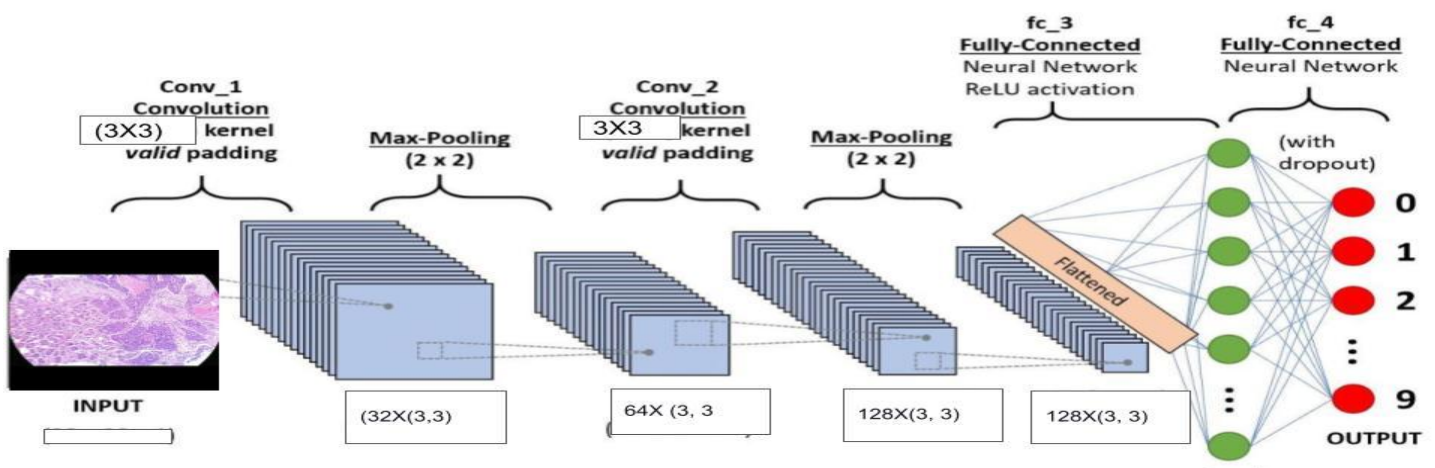 Conv_1
Convolution
(3X3) kernel
valid padding
Max-Pooling
(2 x 2)
Conv_2
Convolution
3X3 kernel
valid padding
Max-Pooling
(2 x 2)
fc_3
Fully-Connected
Neural Network
ReLU activation
fc_4
Fully-Connected
Neural Network
(with
dropout)
Flattened
0
1
2
9
OUTPUT
INPUT
(32X(3,3)
64X (3, 3
128X(3, 3)
128X(3, 3)